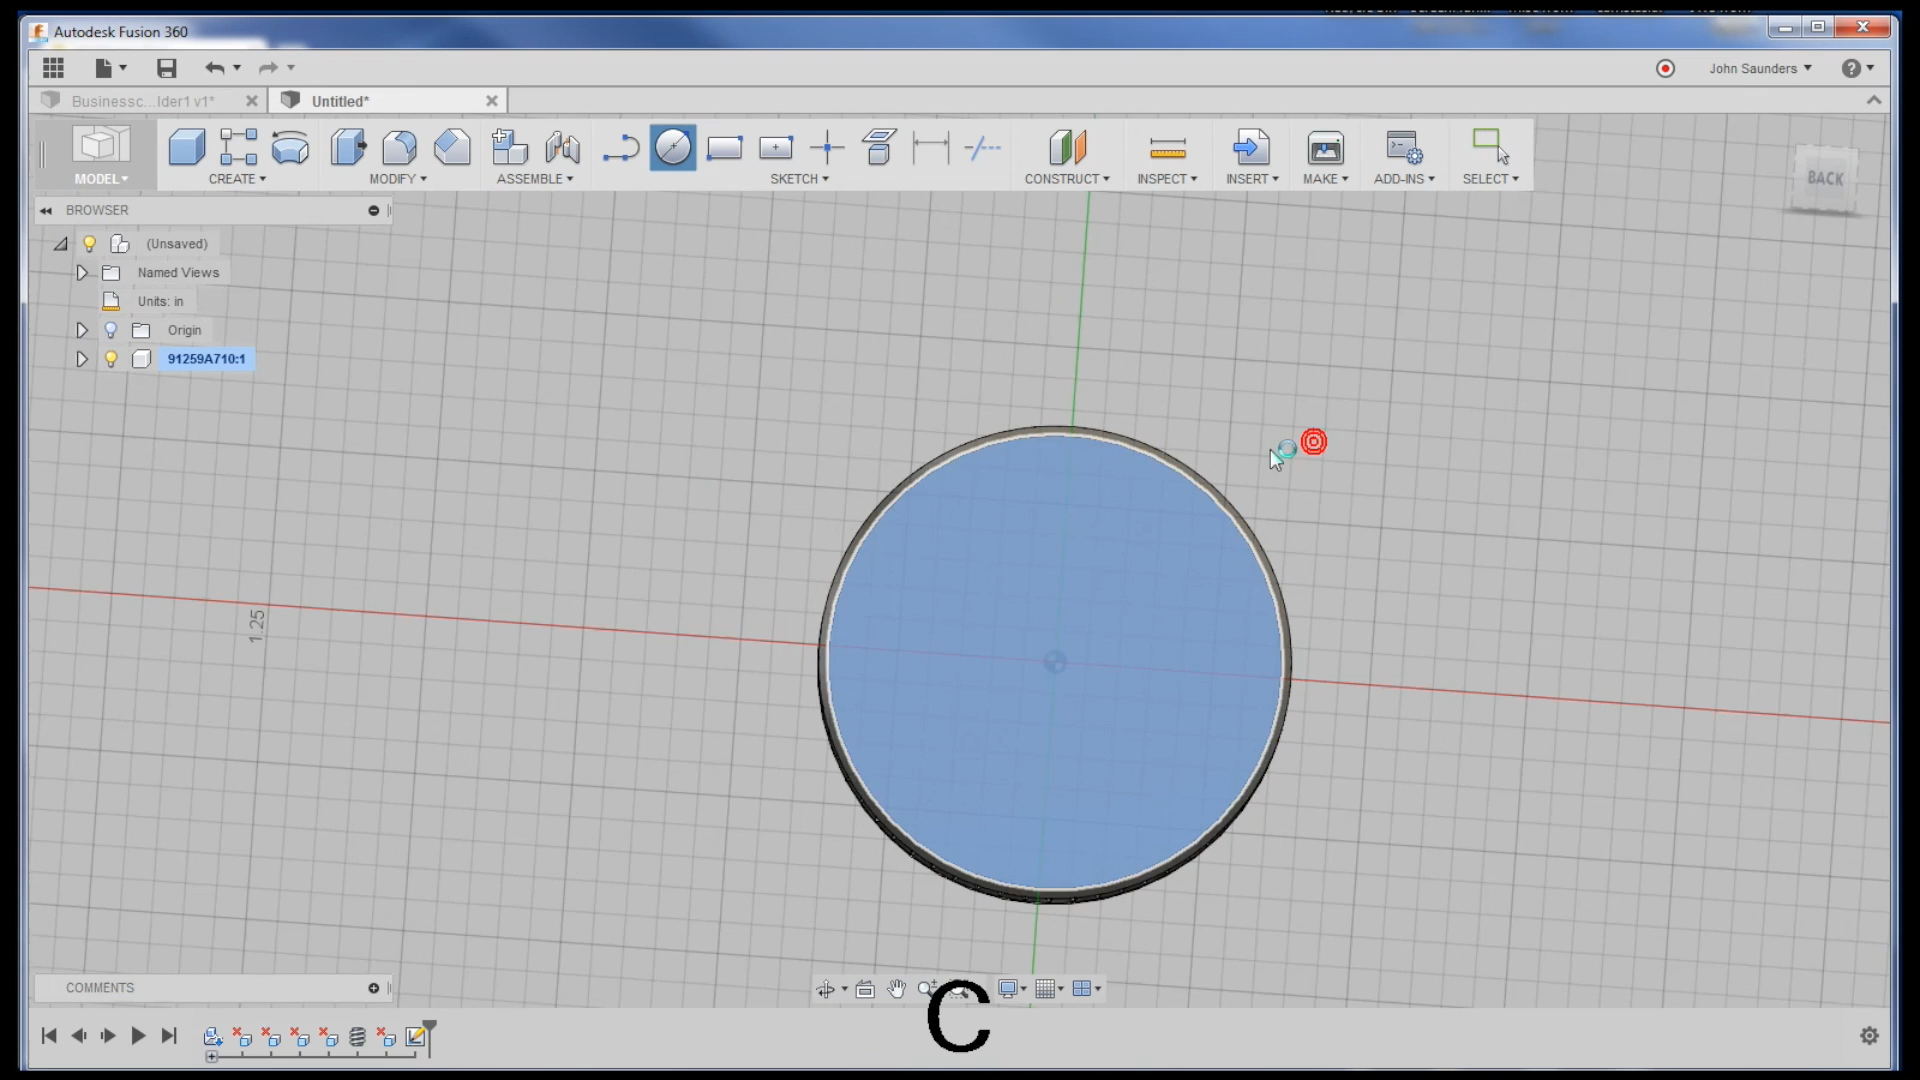 Autodesk Fusion 360
John Saunders
Businessc...lder1 v1*
Untitled*
MODEL
CREATE
MODIFY
ASSEMBLE
SKETCH
CONSTRUCT
INSPECT
INSERT
MAKE
ADD-INS
SELECT
BROWSER
BACK
(Unsaved)
Named Views
Units: in
Origin
91259A710:1
1.25
COMMENTS
C